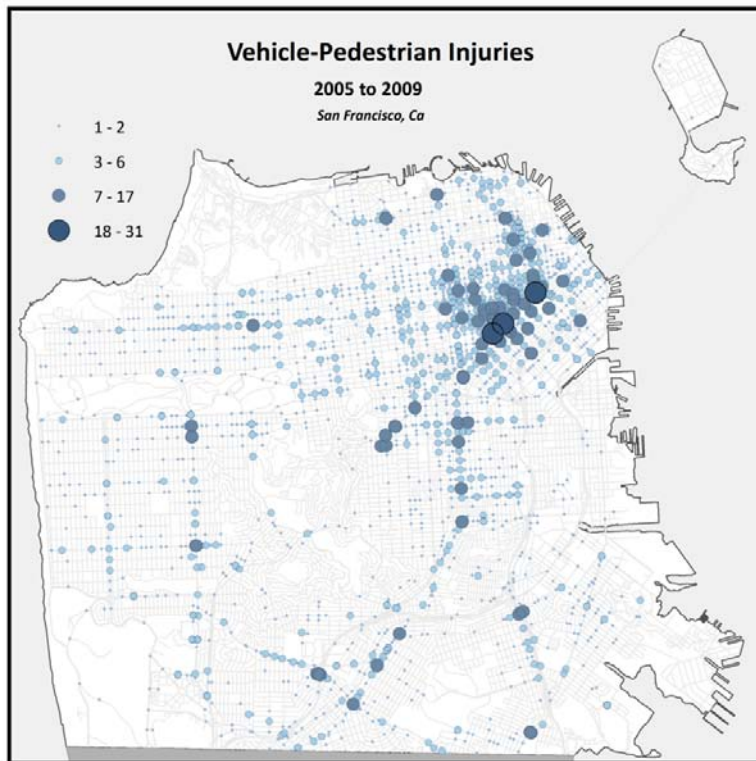 Vehicle-Pedestrian Injuries
2005 to 2009
San Francisco, Ca
1 - 2
3 - 6
7 - 17
18 - 31